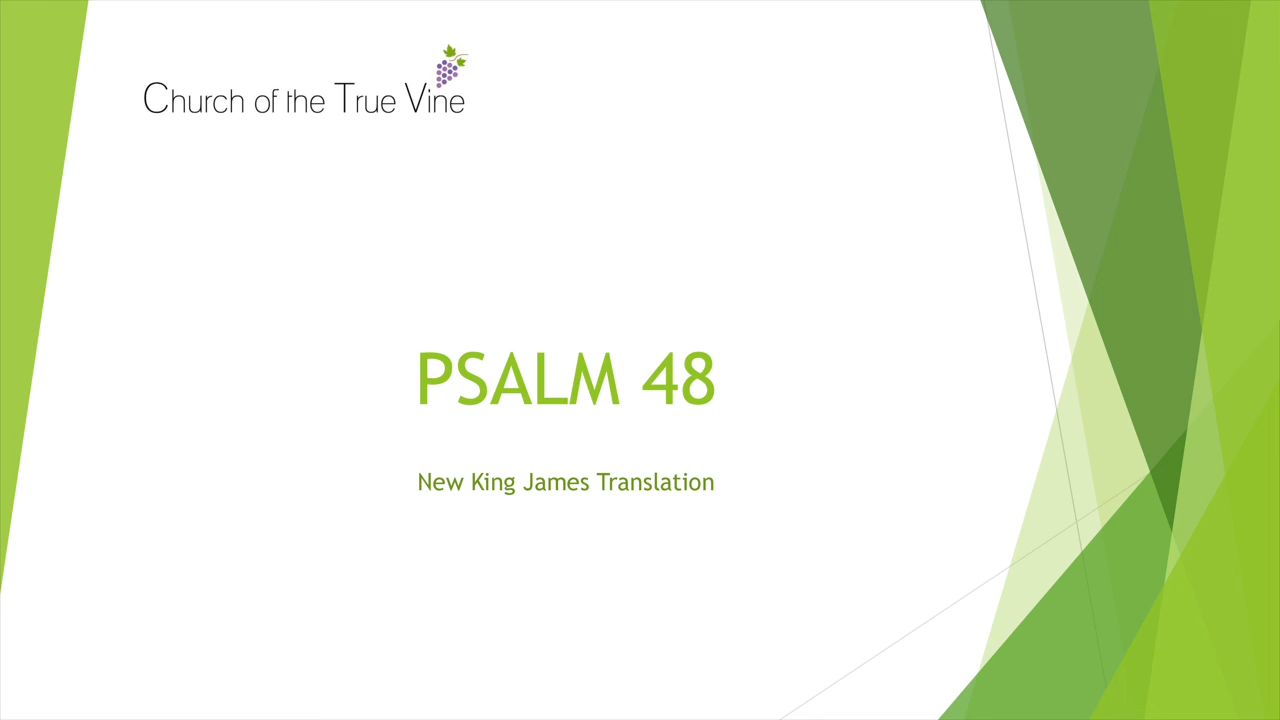 Church of the True Vine
PSALM 48
New King James Translation